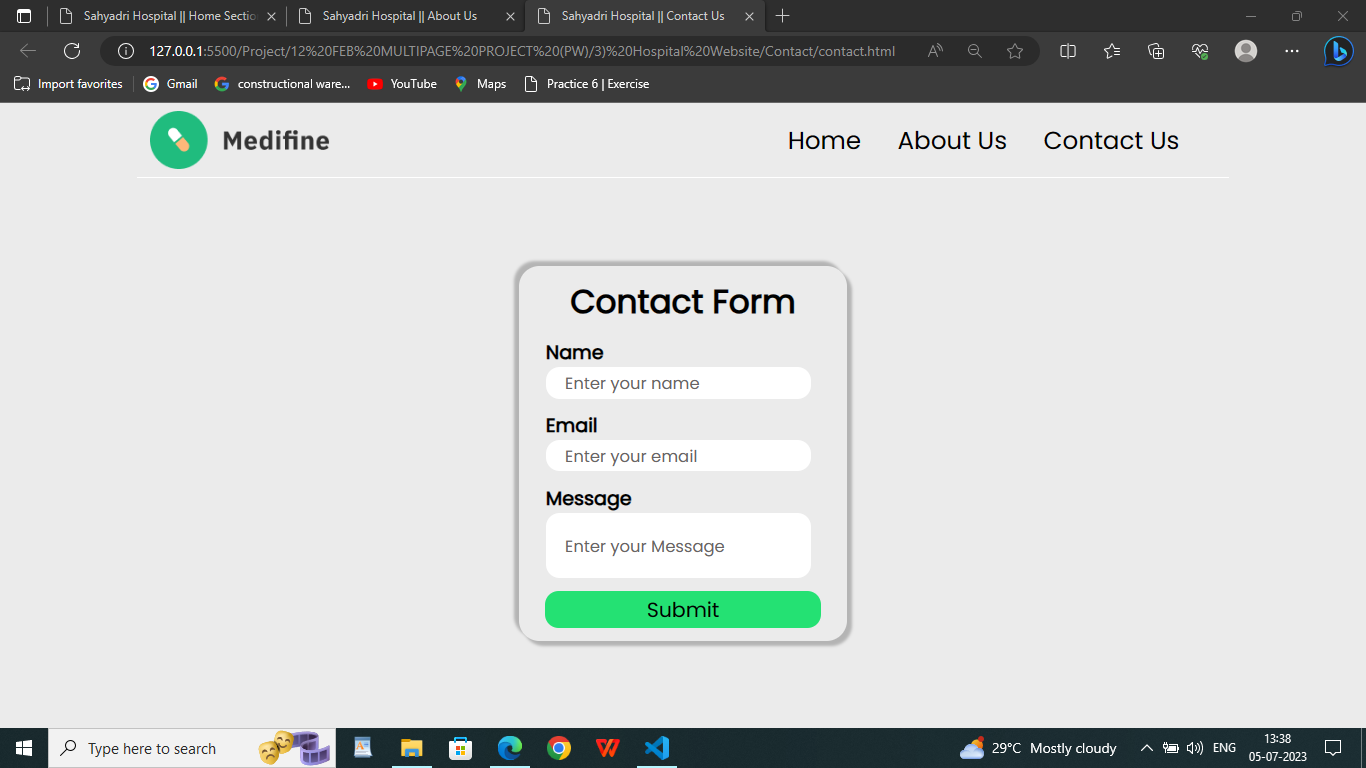 Sahyadri Hospital || Home Sectio
Sahyadri Hospital || About Us
Sahyadri Hospital || Contact Us
127.0.0.1:5500/Project/12%20FEB%20MULTIPAGE%20PROJECT%20(PW)/3)%20Hospital%20Website/Contact/contact.html
Import favorites
Gmail
constructional ware...
YouTube
Maps
Practice 6 | Exercise
Medifine
Home
About Us
Contact Us
Contact Form
Name
Enter your name
Email
Enter your email
Message
Enter your Message
Submit
Type here to search
29°C Mostly cloudy
ENG
13:38
05-07-2023